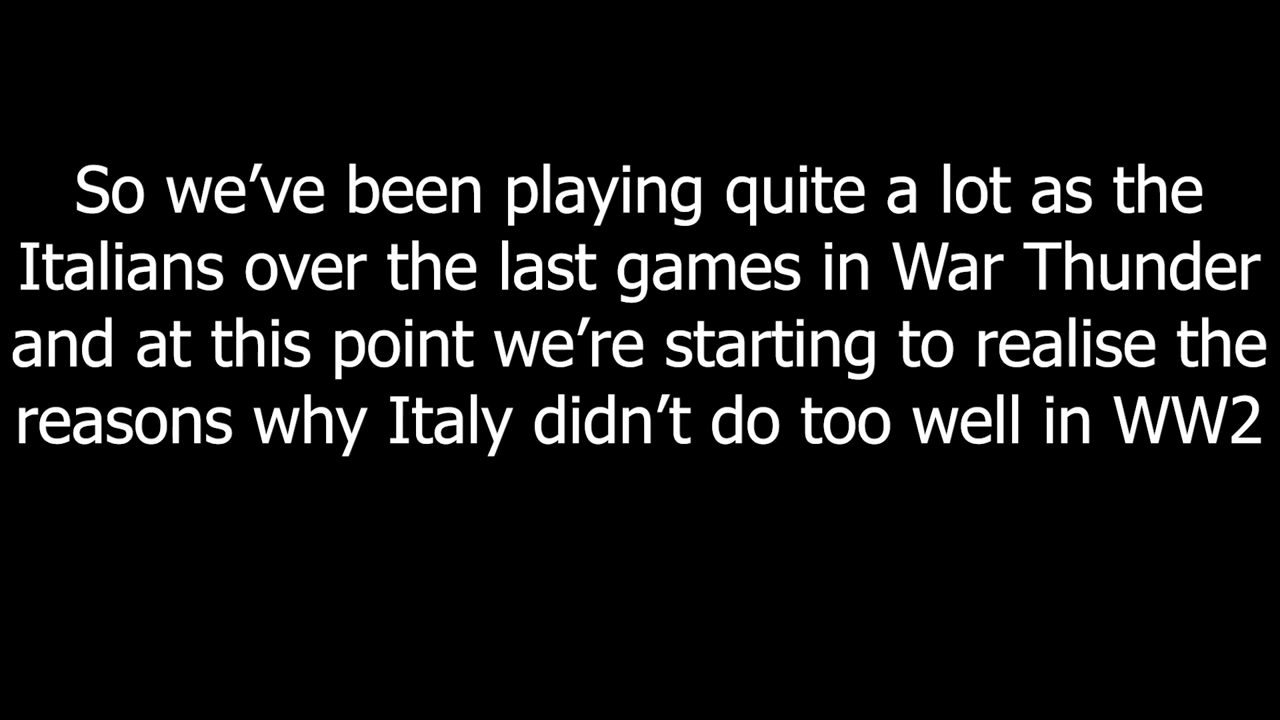 So we’ve been playing quite a lot as the
Italians over the last games in War Thunder
and at this point we’re starting to realise the
reasons why Italy didn’t do too well in WW2